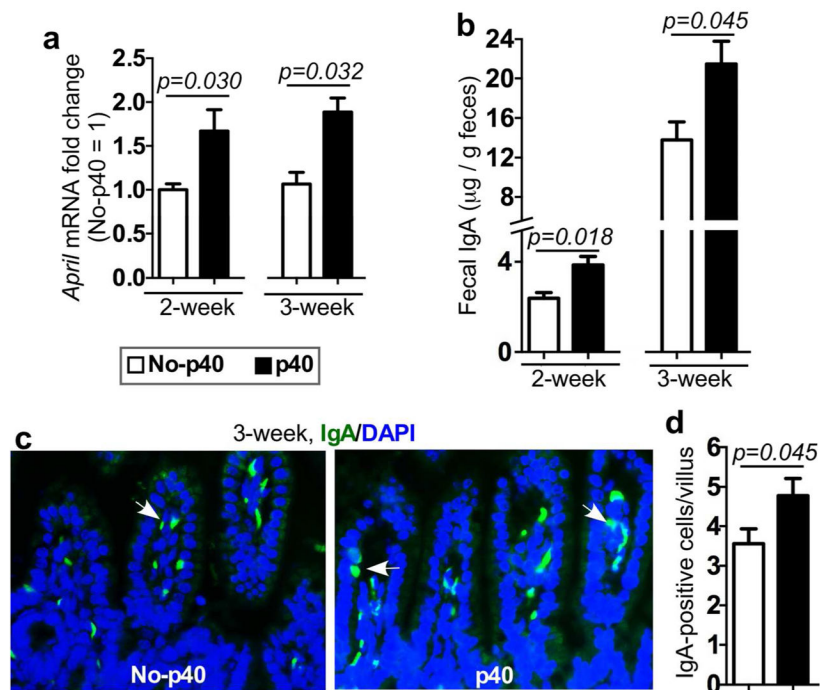 a
April mRNA fold change
(No-p40 = 1)
2.5
2.0
1.5
1.0
0.5
0.0
p=0.030
p=0.032
2-week
3-week
No-p40
p40
b
Fecal IgA (μg / g feces)
24
20
16
12
8
4
0
p=0.018
p=0.045
2-week
3-week
c
3-week, IgA/DAPI
No-p40
p40
d
IgA-positive cells/villus
6
5
4
3
2
1
0
p=0.045